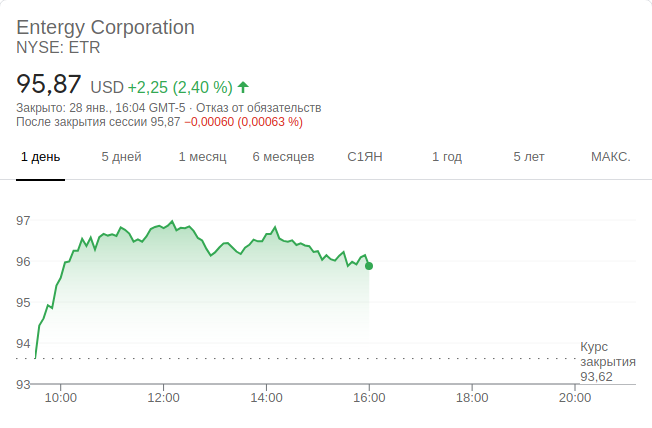 Entergy Corporation
NYSE: ETR
95,87 USD +2,25 (2,40 %)
Закрыто: 28 янв., 16:04 GMT-5 · Отказ от обязательств
После закрытия сессии 95,87 −0,00060 (0,00063 %)
1 день 5 дней 1 месяц 6 месяцев С1ЯН 1 год 5 лет МАКС.
97
96
95
94
Курс
закрытия
93,62
93
10:00 12:00 14:00 16:00 18:00 20:00